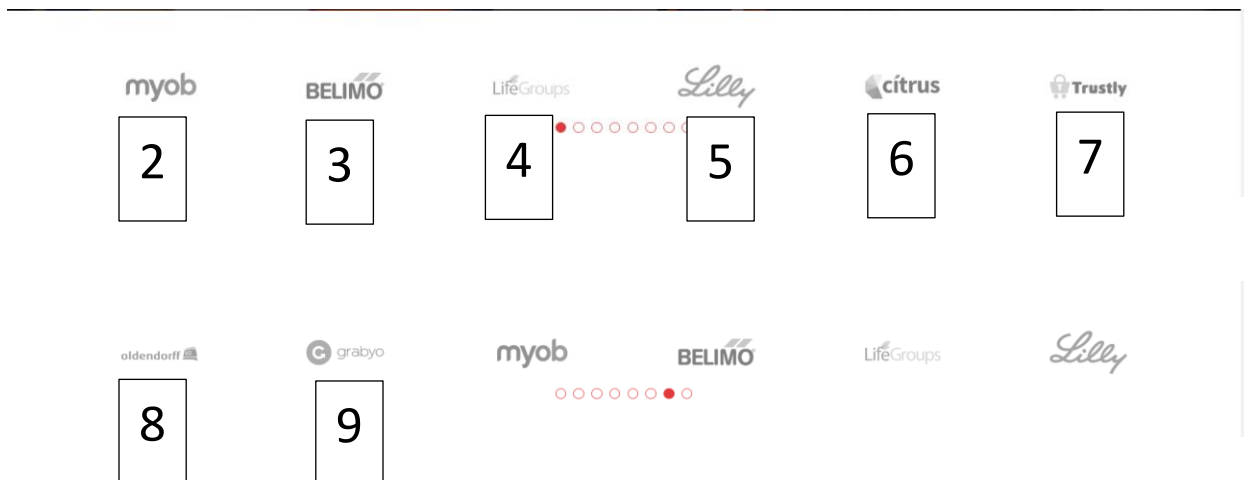 myob BELIMO LifeGroups Lilly cítrus Trustly
2 3 4 5 6 7
oldendorff grabyo myob BELIMO LifeGroups Lilly
8 9